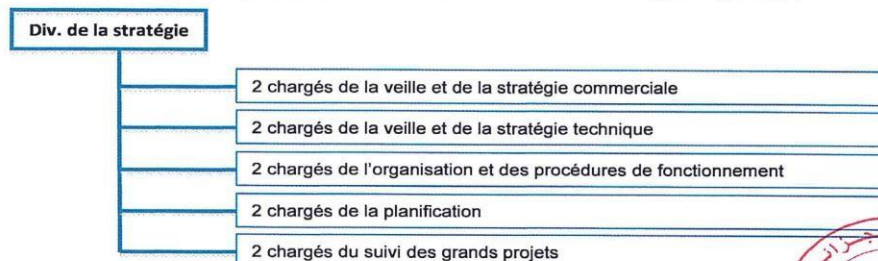 Div. de la stratégie
2 chargés de la veille et de la stratégie commerciale
2 chargés de la veille et de la stratégie technique
2 chargés de l'organisation et des procédures de fonctionnement
2 chargés de la planification
2 chargés du suivi des grands projets